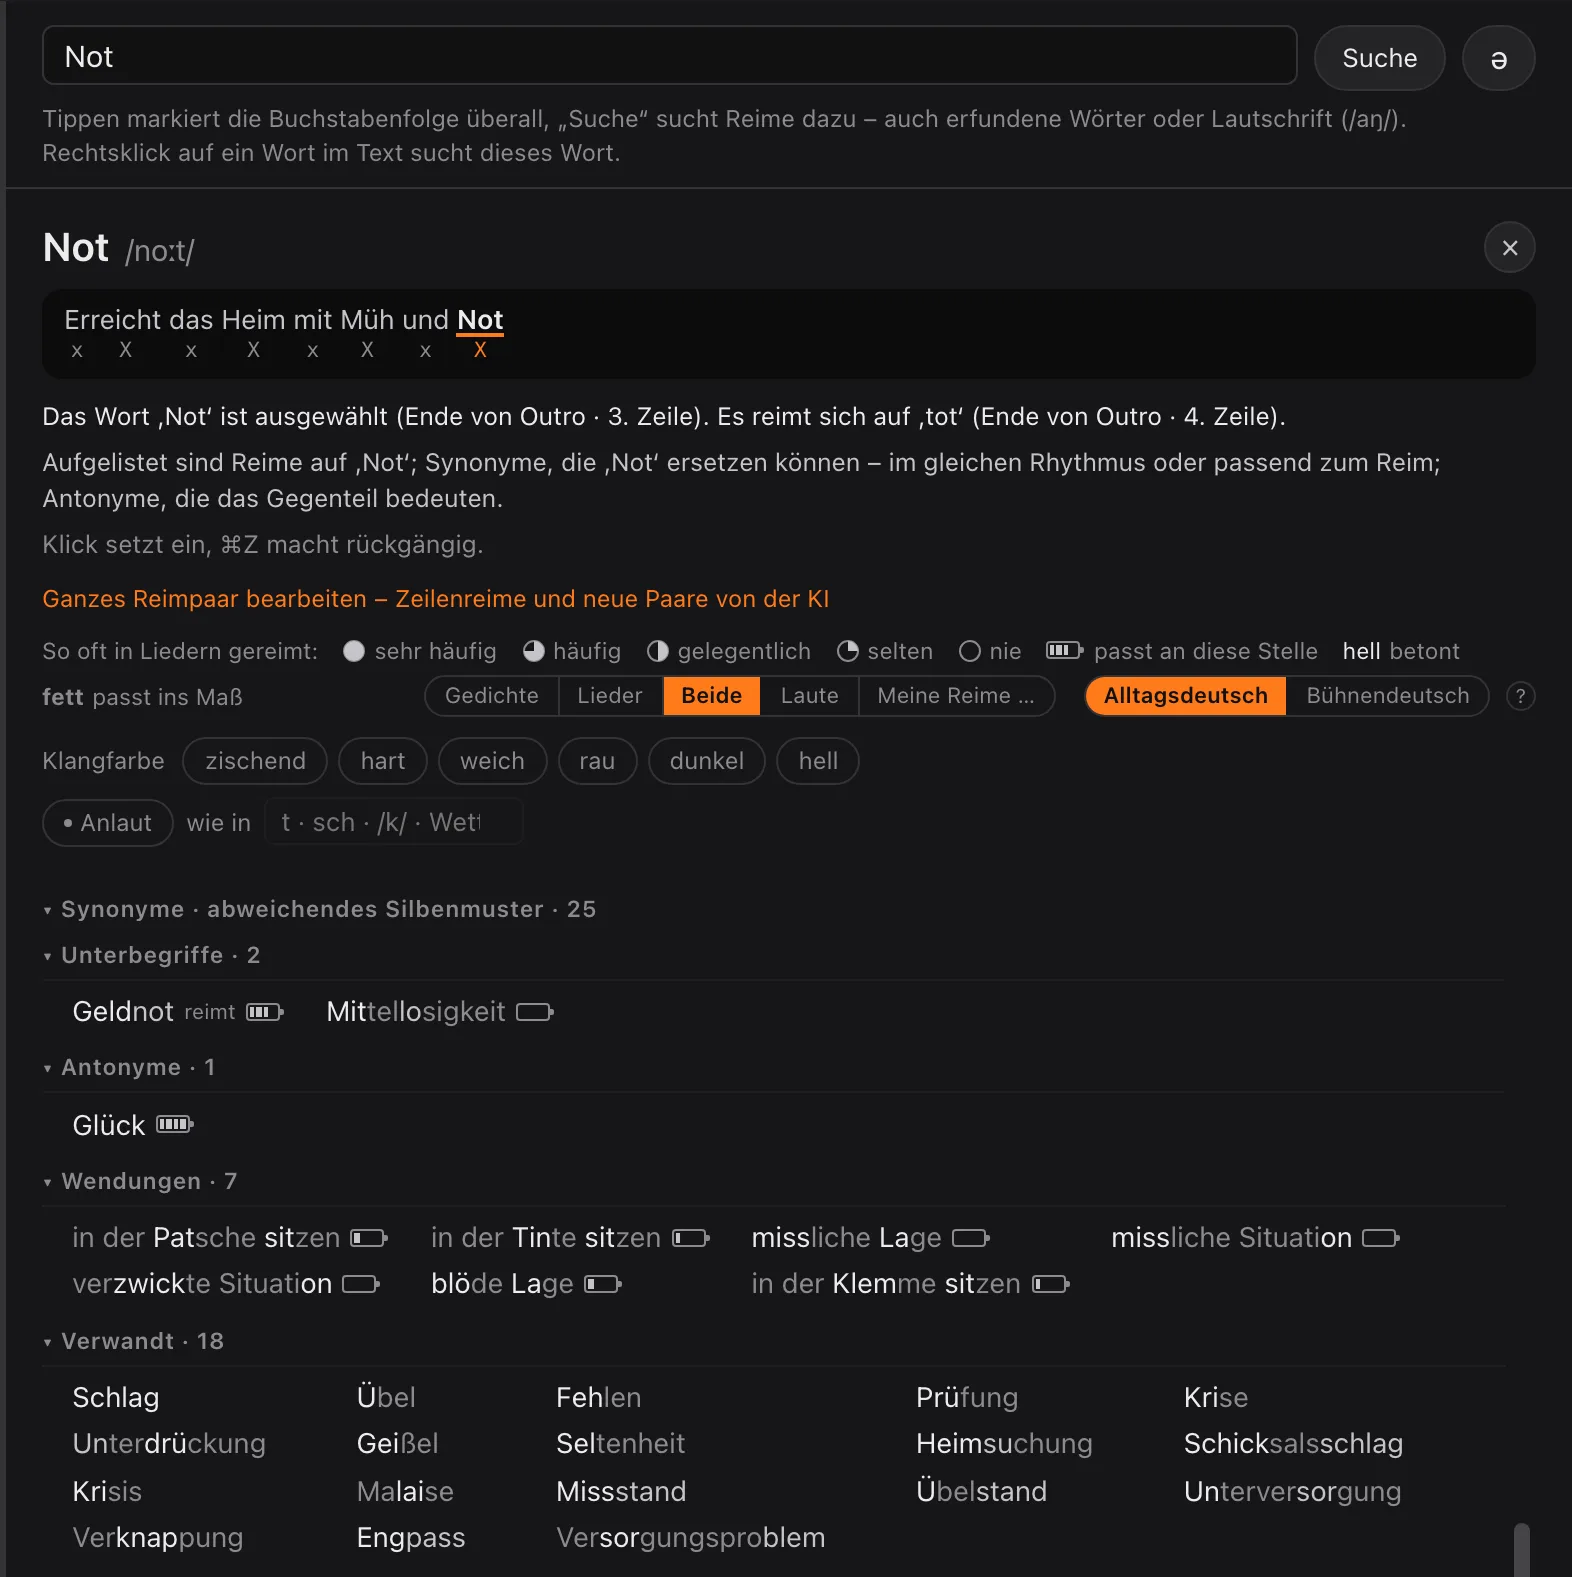 Not
Suche
ə
Tippen markiert die Buchstabenfolge überall, „Suche“ sucht Reime dazu – auch erfundene Wörter oder Lautschrift (/aŋ/).
Rechtsklick auf ein Wort im Text sucht dieses Wort.
Not /noːt/
×
Erreicht das Heim mit Müh und Not
x X x X x X x X
Das Wort ‚Not‘ ist ausgewählt (Ende von Outro · 3. Zeile). Es reimt sich auf ‚tot‘ (Ende von Outro · 4. Zeile).
Aufgelistet sind Reime auf ‚Not‘; Synonyme, die ‚Not‘ ersetzen können – im gleichen Rhythmus oder passend zum Reim;
Antonyme, die das Gegenteil bedeuten.
Klick setzt ein, ⌘Z macht rückgängig.
Ganzes Reimpaar bearbeiten – Zeilenreime und neue Paare von der KI
So oft in Liedern gereimt: sehr häufig häufig gelegentlich selten nie passt an diese Stelle hell betont
fett passt ins Maß Gedichte Lieder Beide Laute Meine Reime ... Alltagsdeutsch Bühnendeutsch ?
Klangfarbe zischend hart weich rau dunkel hell
• Anlaut wie in t · sch · /k/ · Wett
▾ Synonyme · abweichendes Silbenmuster · 25
▾ Unterbegriffe · 2
Geldnot reimt Mittellosigkeit
▾ Antonyme · 1
Glück
▾ Wendungen · 7
in der Patsche sitzen in der Tinte sitzen missliche Lage missliche Situation
verzwickte Situation blöde Lage in der Klemme sitzen
▾ Verwandt · 18
Schlag Übel Fehlen Prüfung Krise
Unterdrückung Geißel Seltenheit Heimsuchung Schicksalsschlag
Krisis Malaise Missstand Übelstand Unterversorgung
Verknappung Engpass Versorgungsproblem